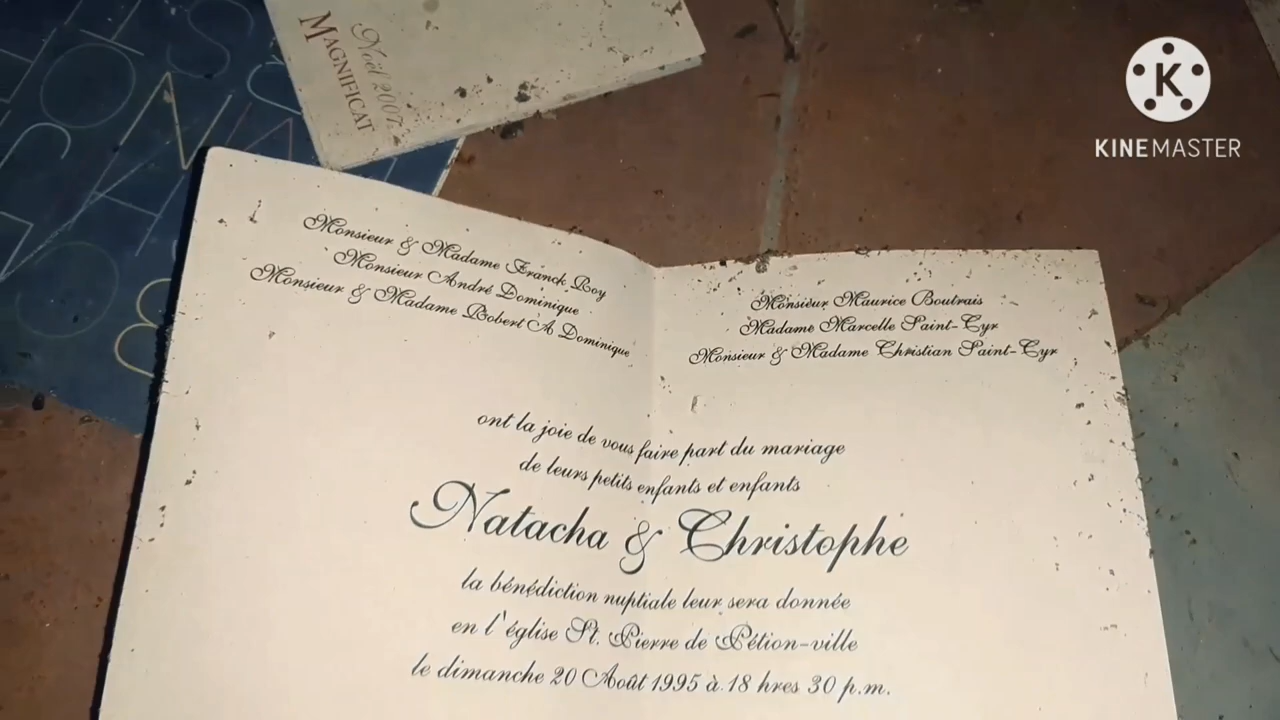 Noël 2007
MAGNIFICAT
KINEMASTER
Monsieur & Madame Franck Roy
Monsieur André Dominique
Monsieur & Madame Robert A Dominique
Monsieur Maurice Boutrais
Madame Marcelle Saint-Cyr
Monsieur & Madame Christian Saint-Cyr
ont la joie de vous faire part du mariage
de leurs petits enfants et enfants
Natacha & Christophe
la bénédiction nuptiale leur sera donnée
en l'église St. Pierre de Pétion-ville
le dimanche 20 Août 1995 à 18 hres 30 p.m.